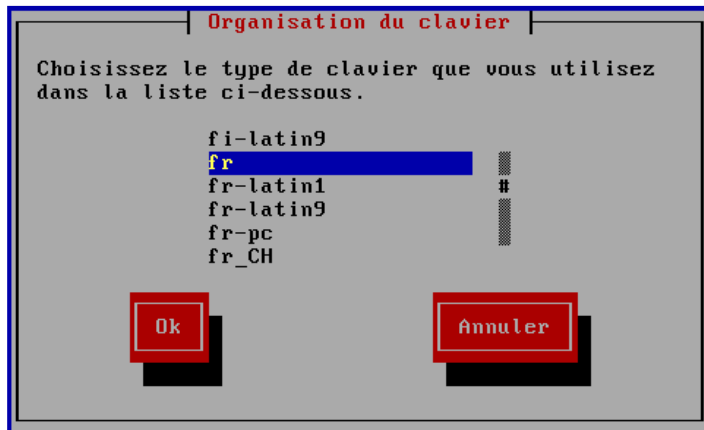 Organisation du clavier
Choisissez le type de clavier que vous utilisez
dans la liste ci-dessous.
fi-latin9
fr
fr-latin1
#
fr-latin9
fr-pc
fr_CH
Ok
Annuler